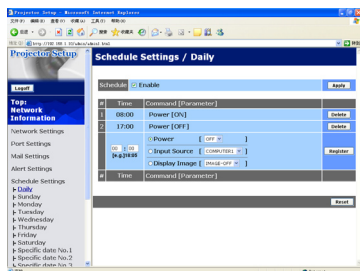 Projector Setup - Microsoft Internet Explorer
Projector Setup
Logoff
Top:
Network
Information
Network Settings
Port Settings
Mail Settings
Alert Settings
Schedule Settings
Daily
Sunday
Monday
Tuesday
Wednesday
Thursday
Friday
Saturday
Specific date No.1
Specific date No.2
Specific date No.3
Schedule Settings / Daily
Schedule Enable Apply
# Time Command [Parameter]
1 08:00 Power [ON] Delete
2 17:00 Power [OFF] Delete
Power [ OFF ]
00 : 00 Input Source [ COMPUTER1 ] Register
[e.g.]18:05
Display Image [ IMAGE-OFF ]
# Time Command [Parameter]
Reset